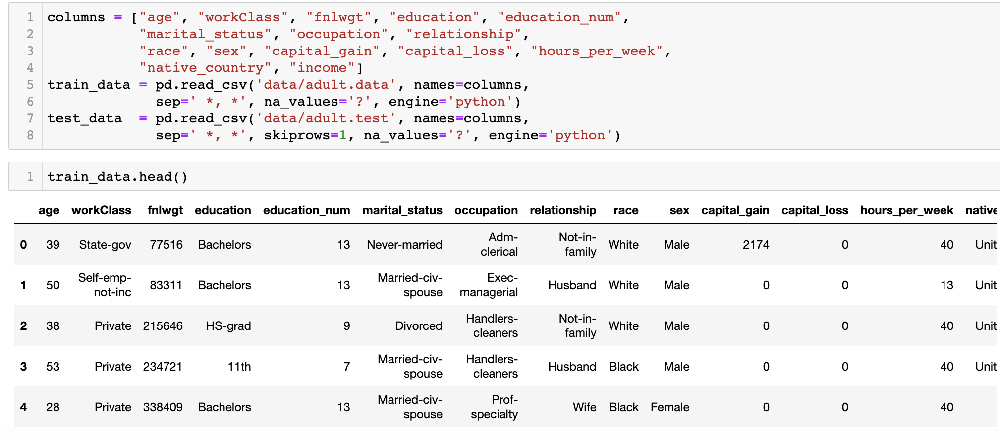 1 columns = ["age", "workClass", "fnlwgt", "education", "education_num",
2 "marital_status", "occupation", "relationship",
3 "race", "sex", "capital_gain", "capital_loss", "hours_per_week",
4 "native_country", "income"]
5 train_data = pd.read_csv('data/adult.data', names=columns,
6 sep=' *, *', na_values='?', engine='python')
7 test_data  = pd.read_csv('data/adult.test', names=columns,
8 sep=' *, *', skiprows=1, na_values='?', engine='python')
1 train_data.head()
age workClass fnlwgt education education_num marital_status occupation relationship race sex capital_gain capital_loss hours_per_week native
Adm- Not-in-
0 39 State-gov 77516 Bachelors 13 Never-married White Male 2174 0 40 Unit
clerical family
Self-emp- Married-civ- Exec-
1 50 83311 Bachelors 13 Husband White Male 0 0 13 Unit
not-inc spouse managerial
Handlers- Not-in-
2 38 Private 215646 HS-grad 9 Divorced White Male 0 0 40 Unit
cleaners family
Married-civ- Handlers-
3 53 Private 234721 11th 7 Husband Black Male 0 0 40 Unit
spouse cleaners
Married-civ- Prof-
4 28 Private 338409 Bachelors 13 Wife Black Female 0 0 40
spouse specialty